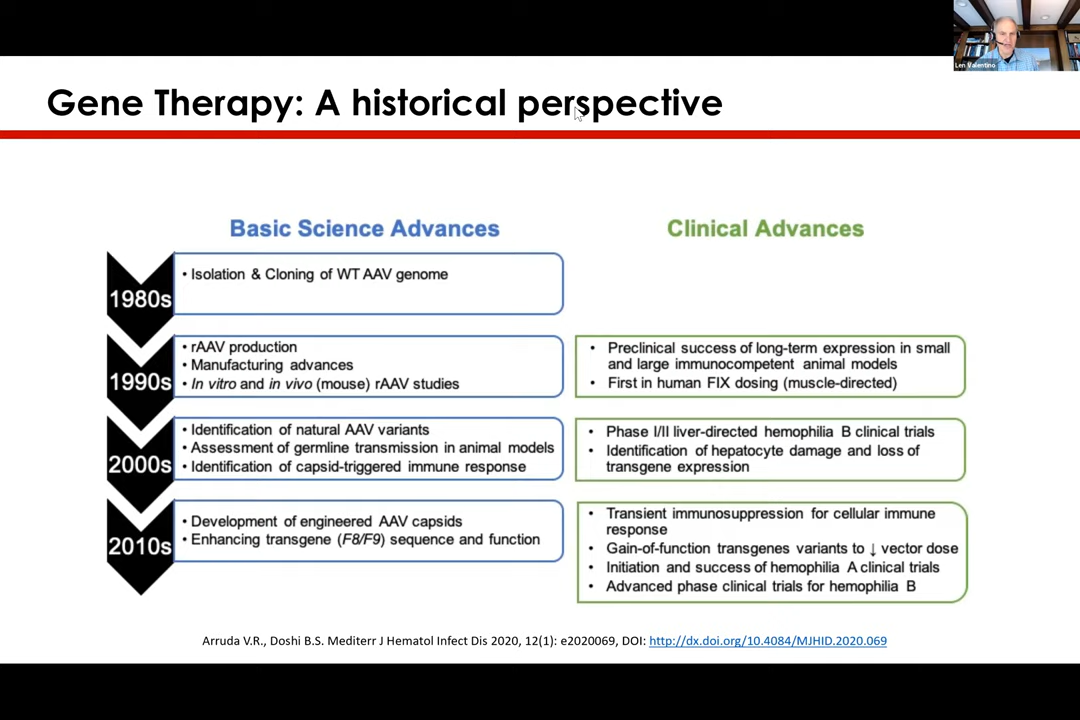 Len Valentino
Gene Therapy: A historical perspective
Basic Science Advances
Clinical Advances
1980s
• Isolation & Cloning of WT AAV genome
1990s
• rAAV production
• Manufacturing advances
• In vitro and in vivo (mouse) rAAV studies
• Preclinical success of long-term expression in small
and large immunocompetent animal models
• First in human FIX dosing (muscle-directed)
2000s
• Identification of natural AAV variants
• Assessment of germline transmission in animal models
• Identification of capsid-triggered immune response
• Phase I/II liver-directed hemophilia B clinical trials
• Identification of hepatocyte damage and loss of
transgene expression
2010s
• Development of engineered AAV capsids
• Enhancing transgene (F8/F9) sequence and function
• Transient immunosuppression for cellular immune
response
• Gain-of-function transgenes variants to ↓ vector dose
• Initiation and success of hemophilia A clinical trials
• Advanced phase clinical trials for hemophilia B
Arruda V.R., Doshi B.S. Mediterr J Hematol Infect Dis 2020, 12(1): e2020069, DOI: http://dx.doi.org/10.4084/MJHID.2020.069